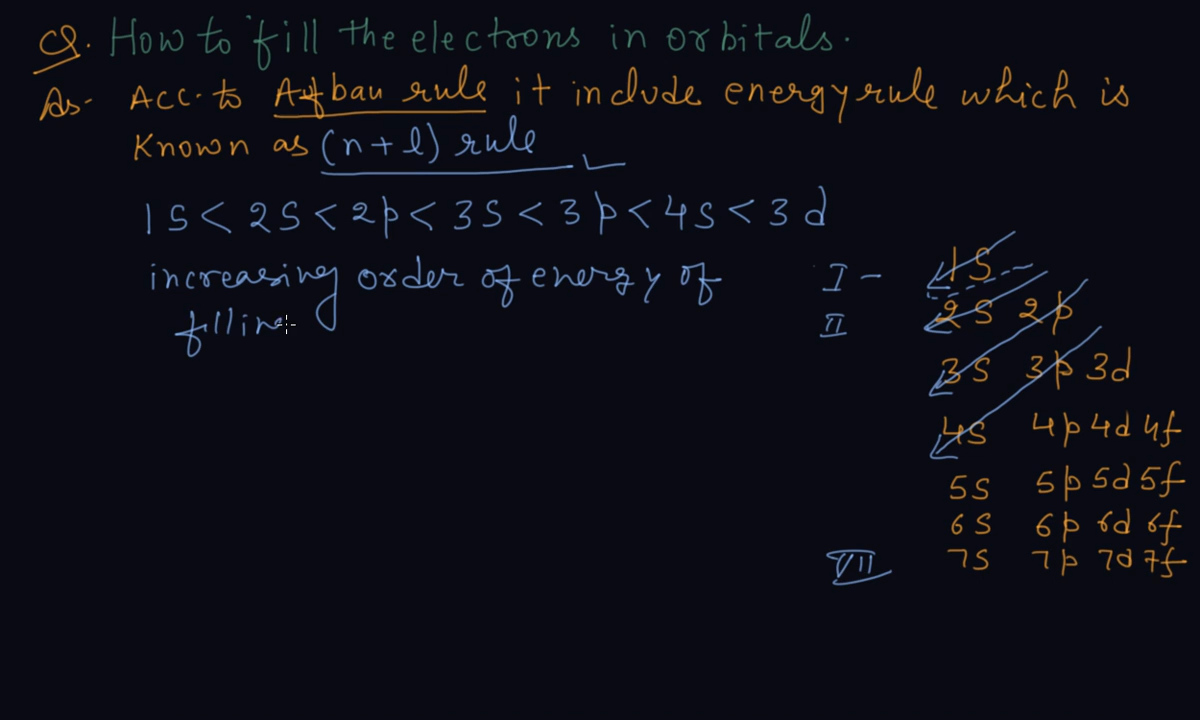 Q. How to fill the electrons in orbitals.
As- Acc. to Aufbau rule it include energy rule which is
Known as (n+l) rule
1S < 2S < 2p < 3S < 3p < 4S < 3d
increasing order of energy of
filling
I - 1S
II 2S 2p
3S 3p 3d
4S 4p 4d 4f
5S 5p 5d 5f
6S 6p 6d 6f
VII 7S 7p 7d 7f